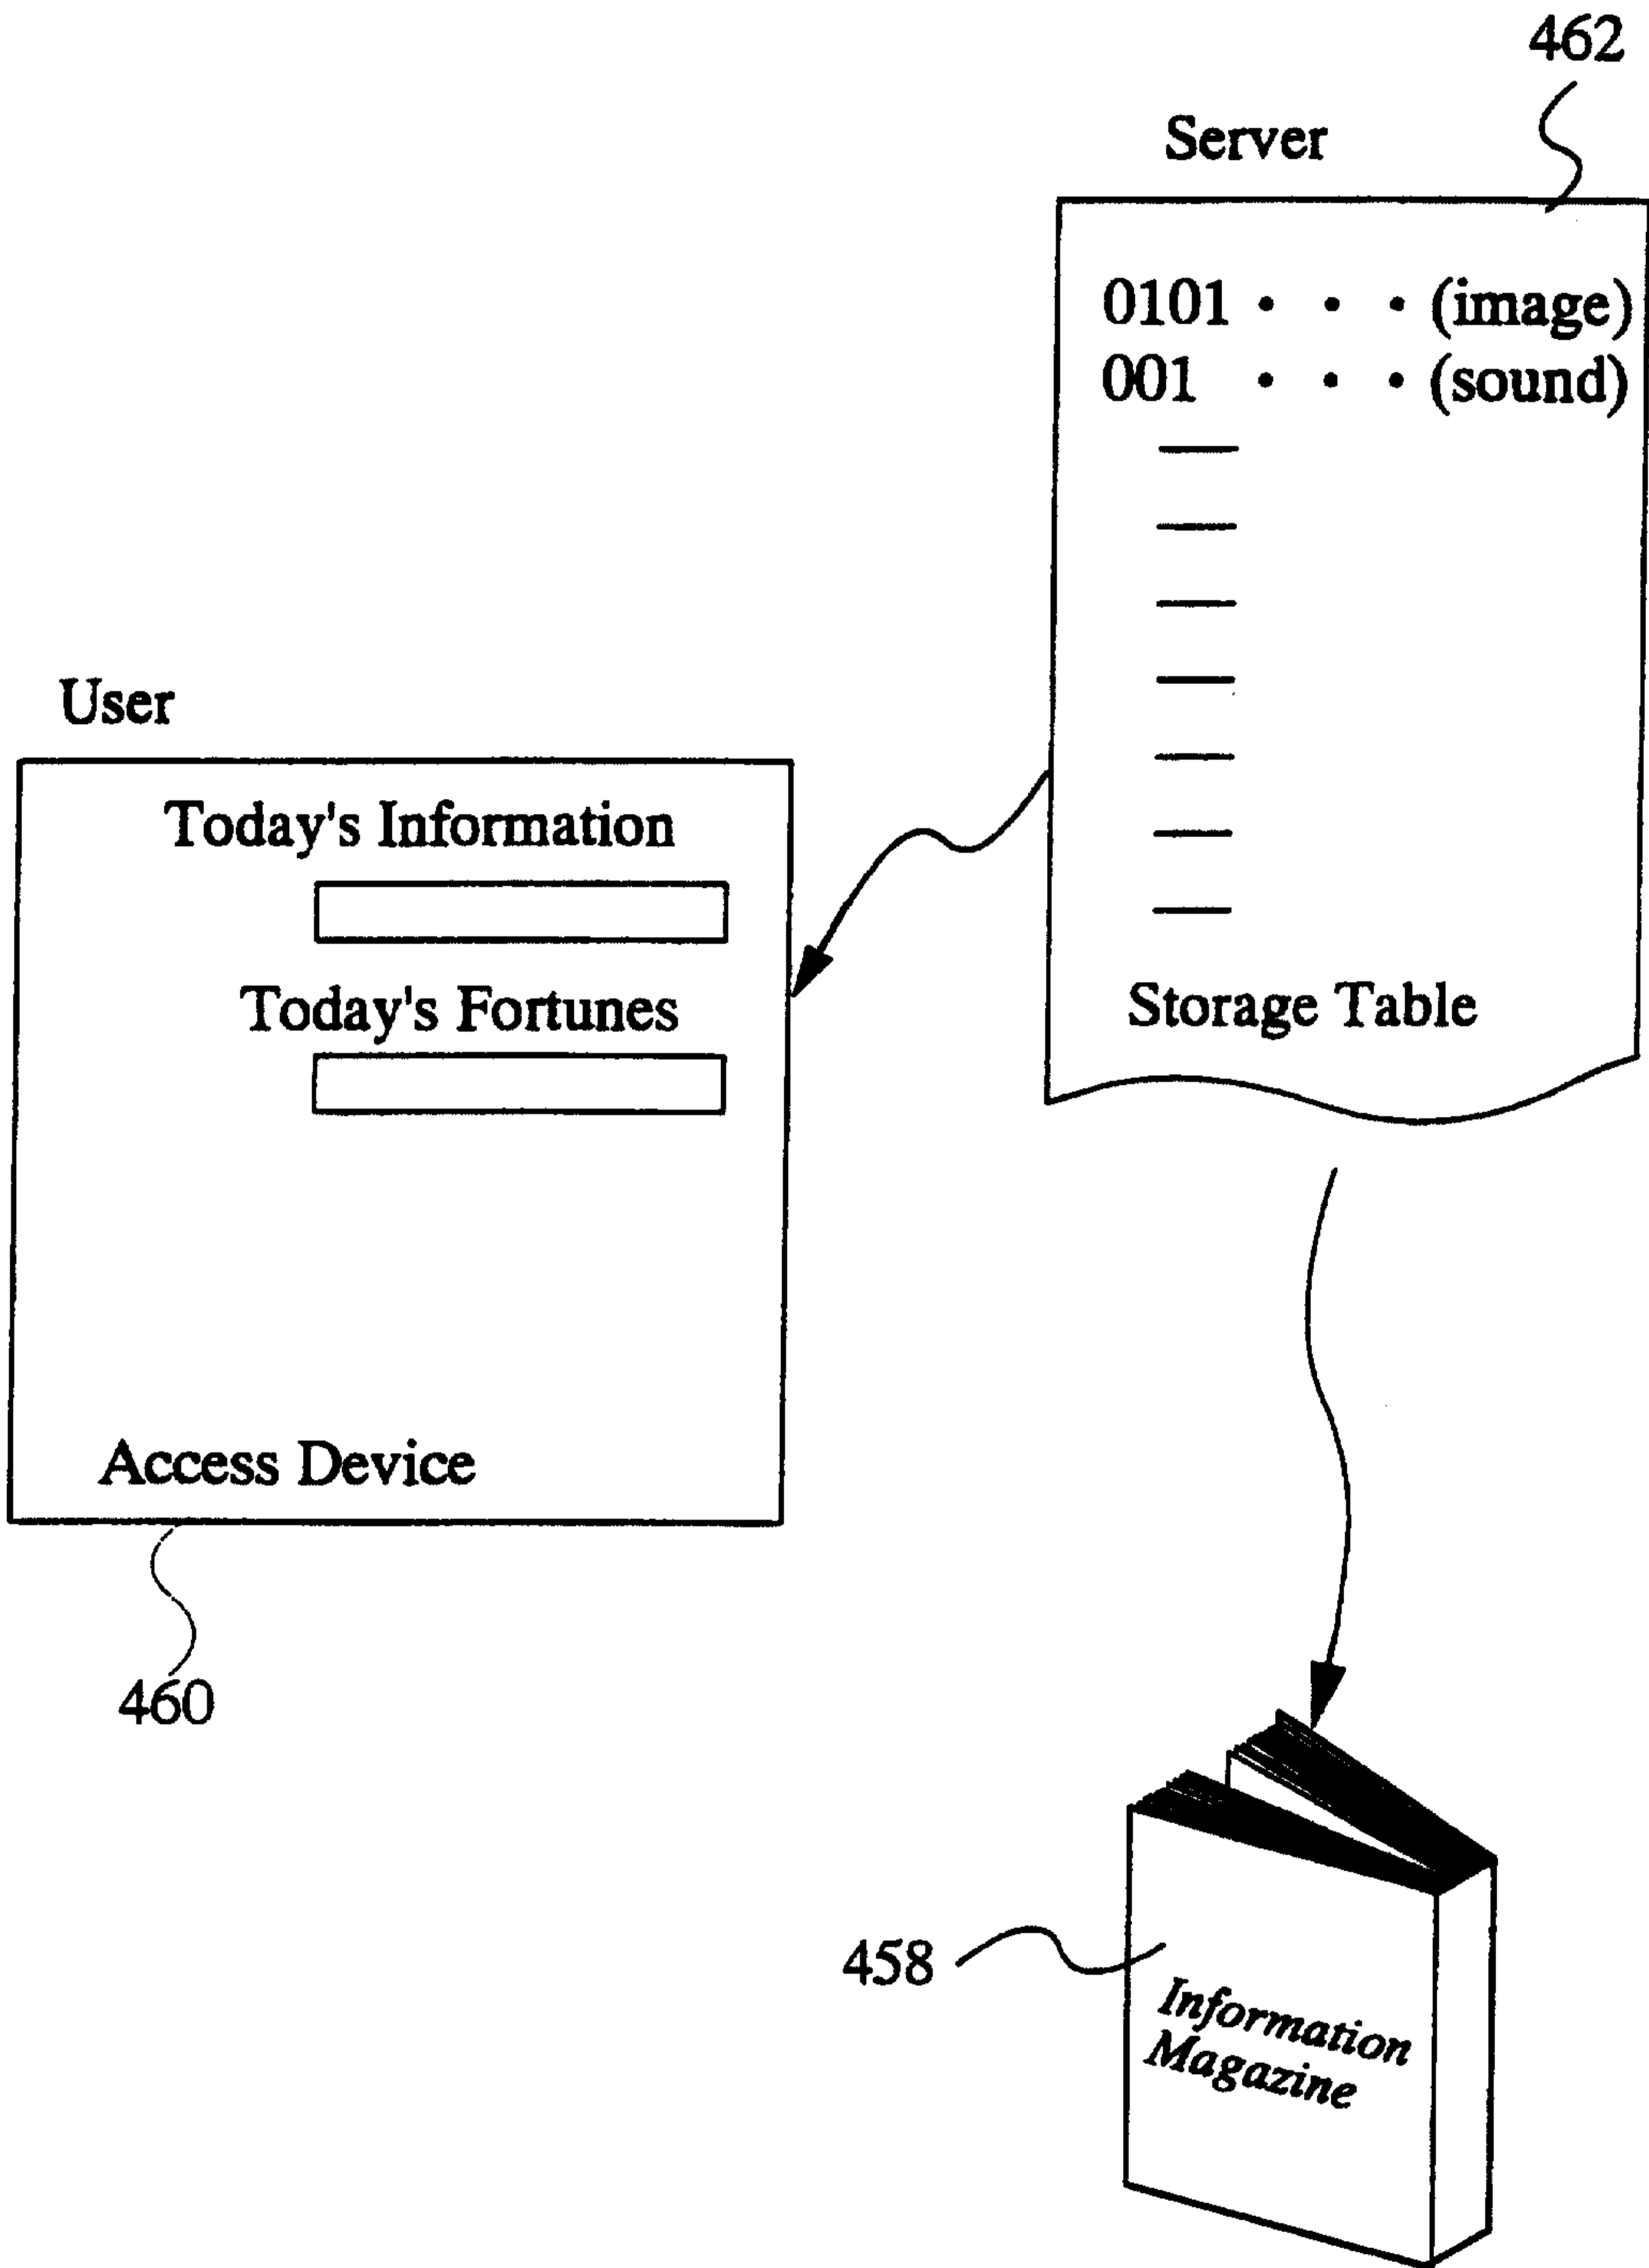 462
Server
0101 · · · (image)
001 · · · (sound)
Storage Table
User
Today's Information
Today's Fortunes
Access Device
460
458
Information
Magazine